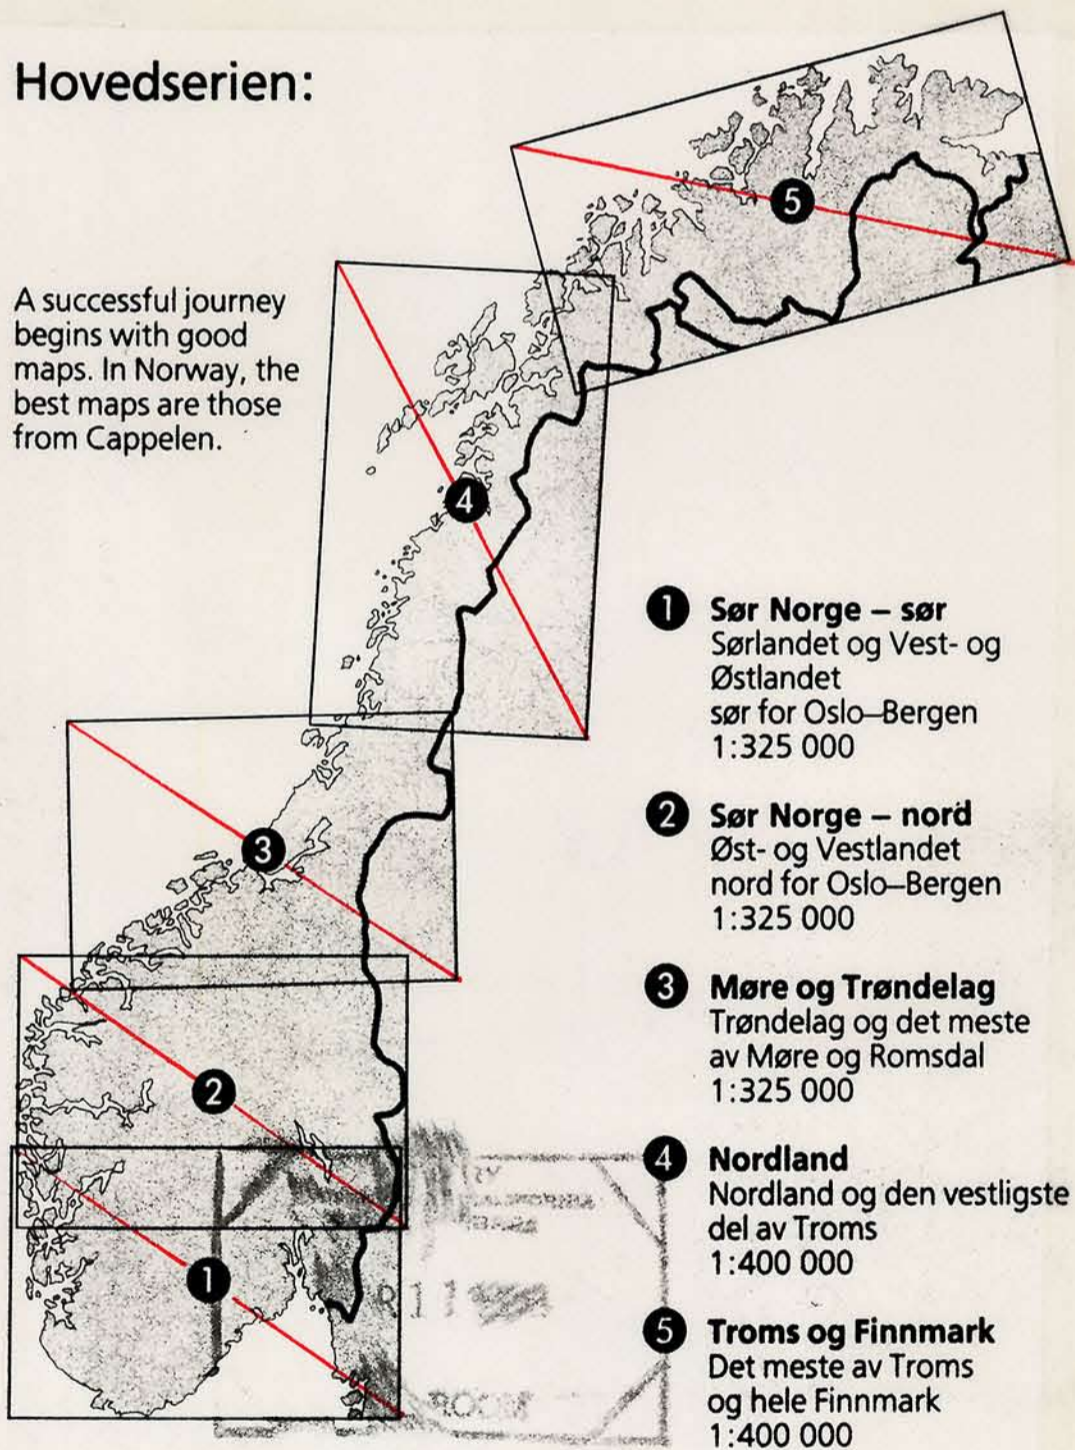 Hovedserien:
A successful journey
begins with good
maps. In Norway, the
best maps are those
from Cappelen.
5
4
3
2
1
1 Sør Norge – sør
Sørlandet og Vest- og
Østlandet
sør for Oslo–Bergen
1:325 000
2 Sør Norge – nord
Øst- og Vestlandet
nord for Oslo–Bergen
1:325 000
3 Møre og Trøndelag
Trøndelag og det meste
av Møre og Romsdal
1:325 000
4 Nordland
Nordland og den vestligste
del av Troms
1:400 000
5 Troms og Finnmark
Det meste av Troms
og hele Finnmark
1:400 000